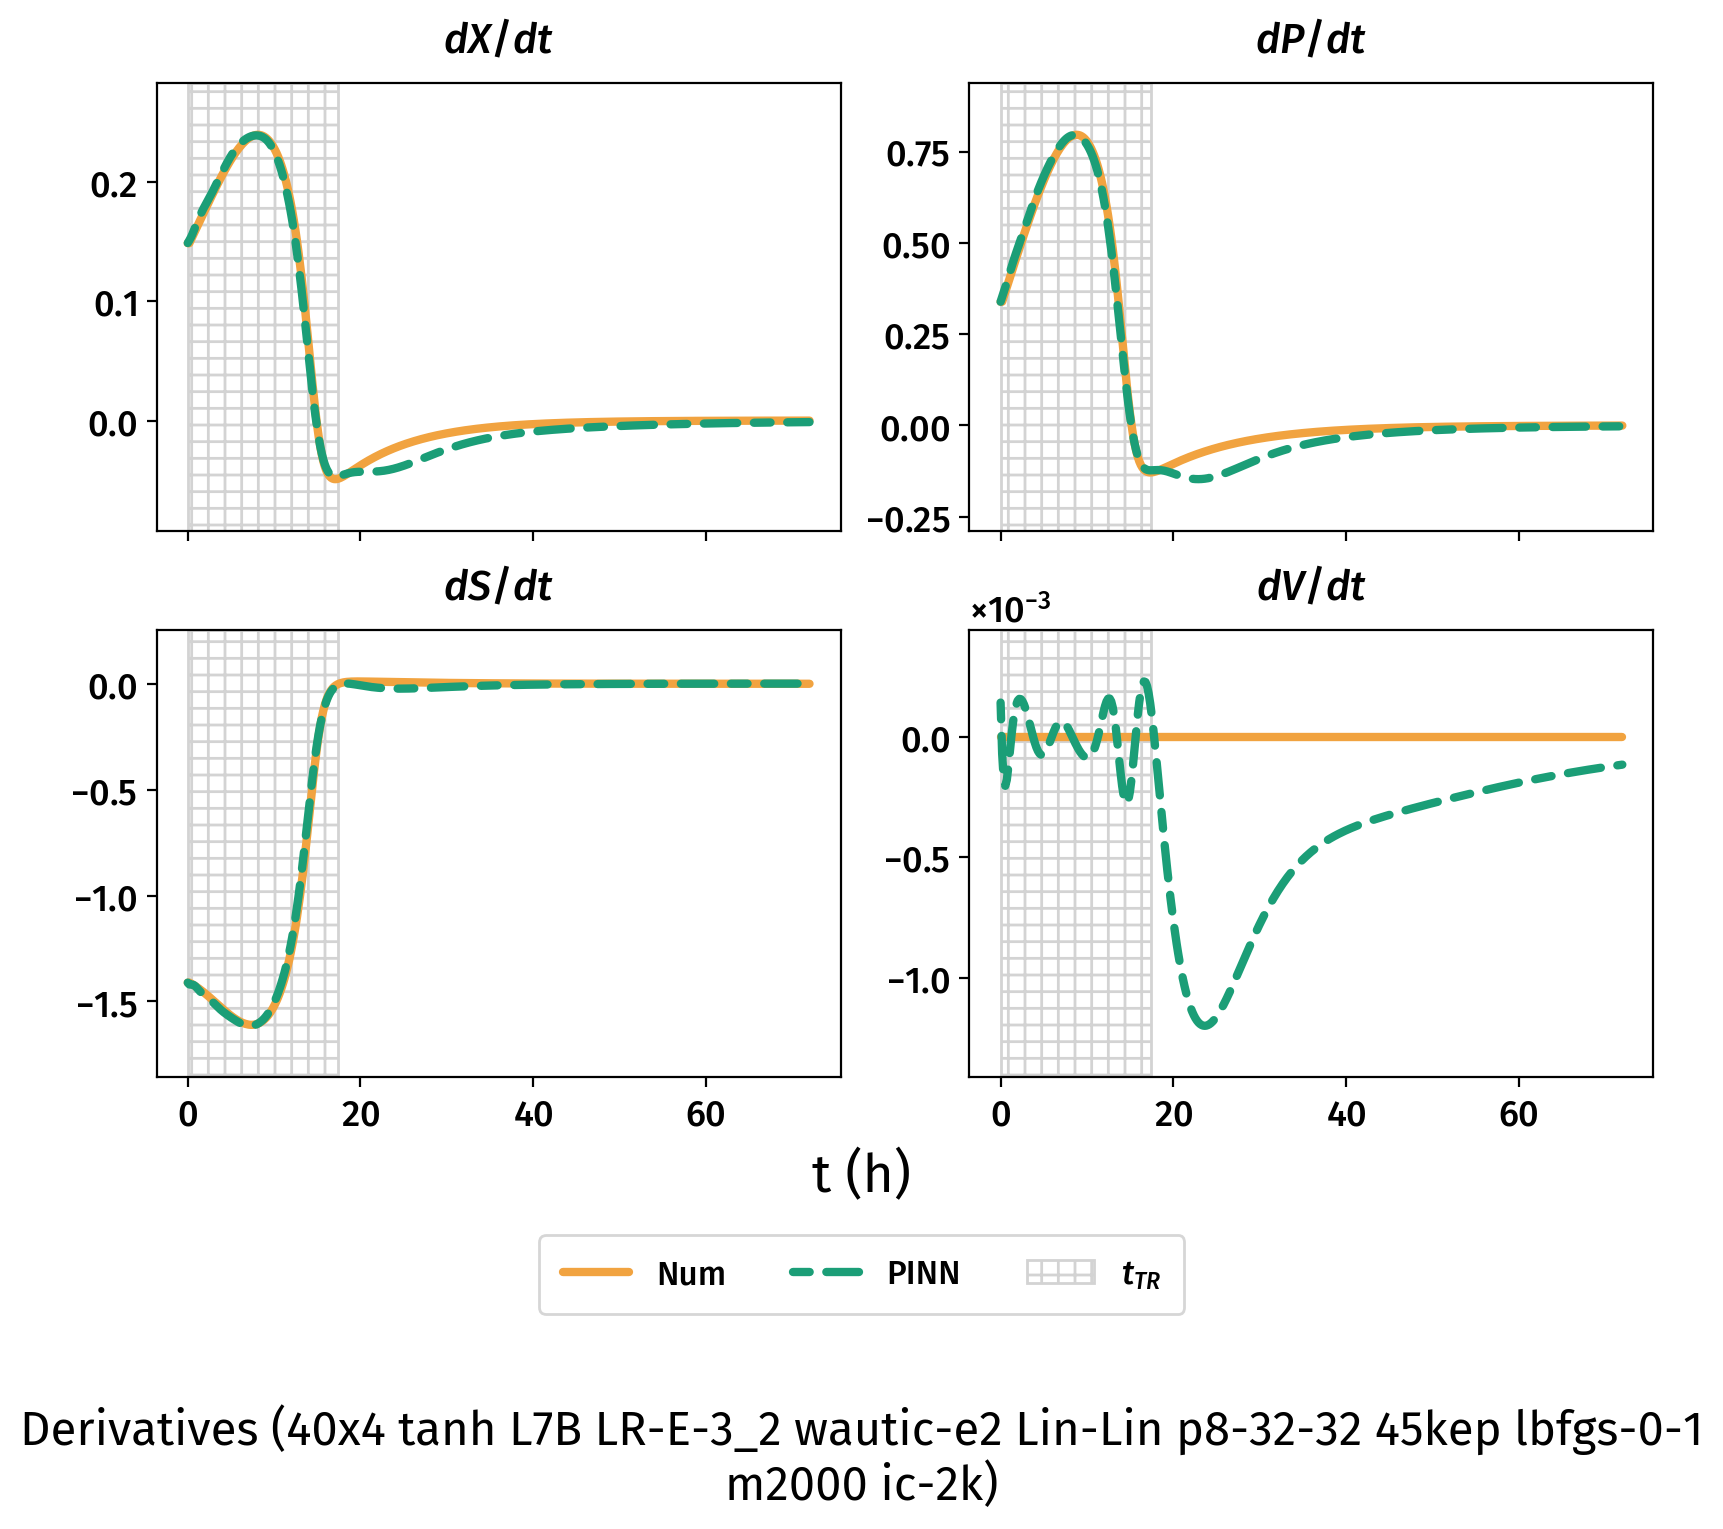 dX/dt
dP/dt
0.2
0.1
0.0
0.75
0.50
0.25
0.00
−0.25
dS/dt
dV/dt
×10⁻³
0.0
−0.5
−1.0
−1.5
0.0
−0.5
−1.0
0 20 40 60
0 20 40 60
t (h)
Num PINN t_TR
Derivatives (40x4 tanh L7B LR-E-3_2 wautic-e2 Lin-Lin p8-32-32 45kep lbfgs-0-1
m2000 ic-2k)